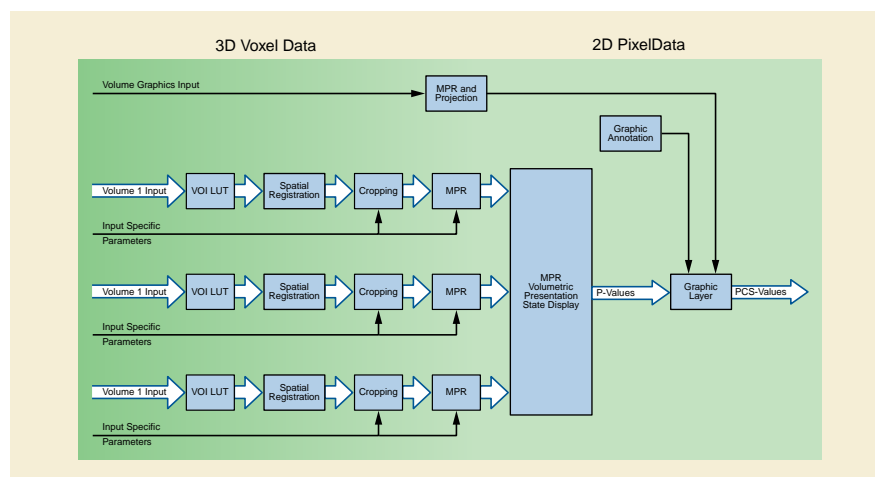 3D Voxel Data
2D PixelData
Volume Graphics Input
MPR and
Projection
Graphic
Annotation
Volume 1 Input
VOI LUT
Spatial
Registration
Cropping
MPR
Input Specific
Parameters
Volume 1 Input
VOI LUT
Spatial
Registration
Cropping
MPR
Input Specific
Parameters
Volume 1 Input
VOI LUT
Spatial
Registration
Cropping
MPR
Input Specific
Parameters
MPR
Volumetric
Presentation
State Display
P-Values
Graphic
Layer
PCS-Values